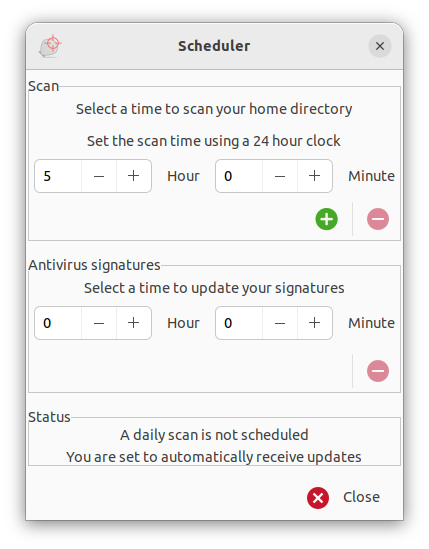 Scheduler
Scan
Select a time to scan your home directory
Set the scan time using a 24 hour clock
5 Hour 0 Minute
Antivirus signatures
Select a time to update your signatures
0 Hour 0 Minute
Status
A daily scan is not scheduled
You are set to automatically receive updates
Close